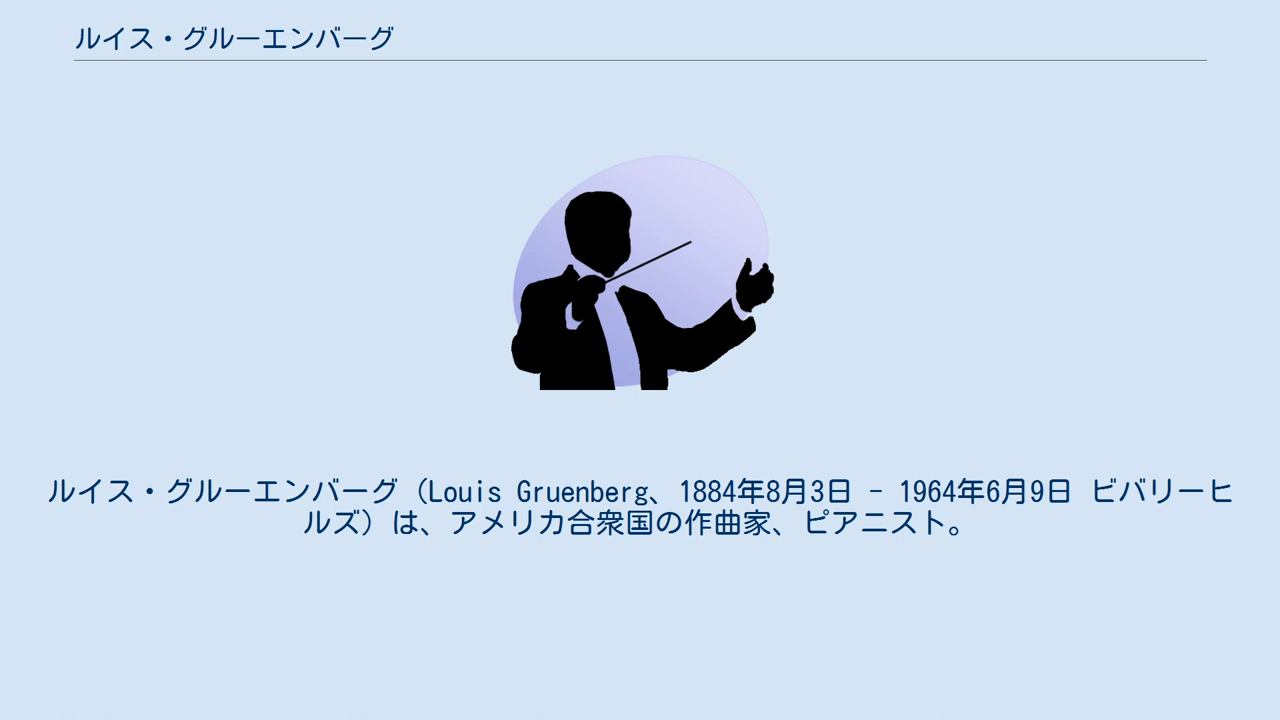 ルイス・グルーエンバーグ
ルイス・グルーエンバーグ（Louis Gruenberg、1884年8月3日 - 1964年6月9日 ビバリーヒ
ルズ）は、アメリカ合衆国の作曲家、ピアニスト。